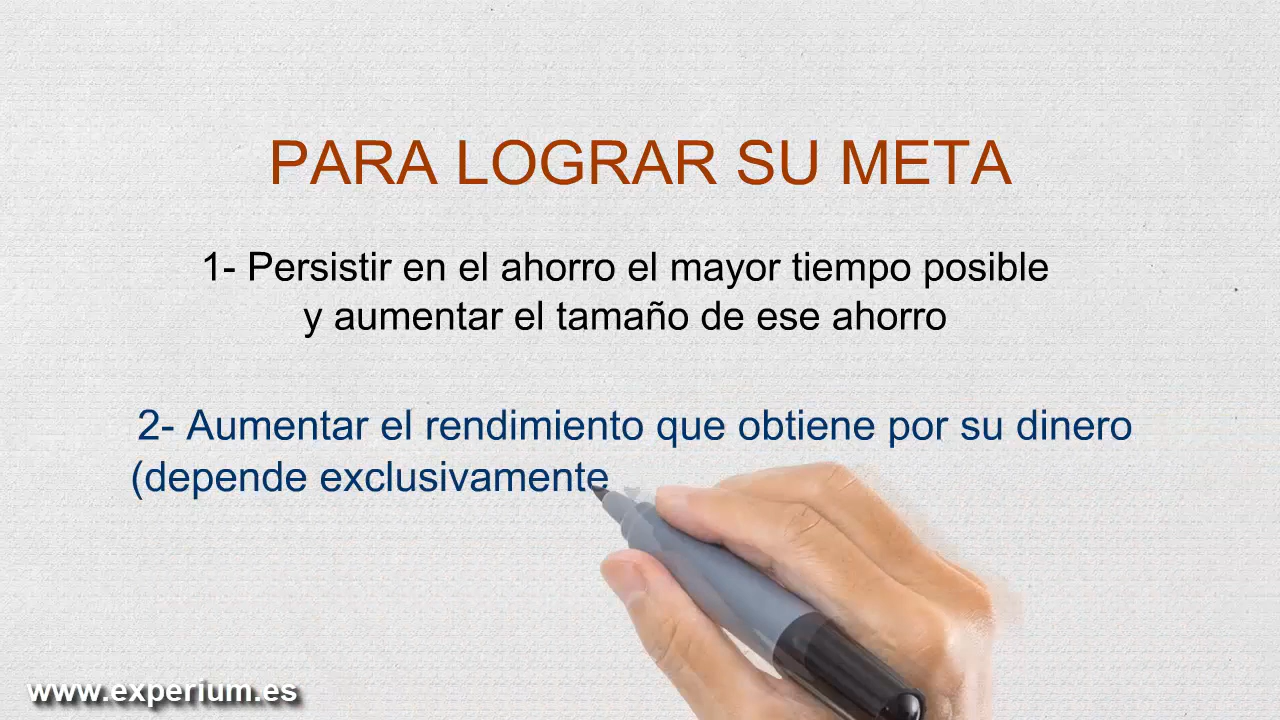 PARA LOGRAR SU META
1- Persistir en el ahorro el mayor tiempo posible
y aumentar el tamaño de ese ahorro
2- Aumentar el rendimiento que obtiene por su dinero
(depende exclusivamente
www.experium.es